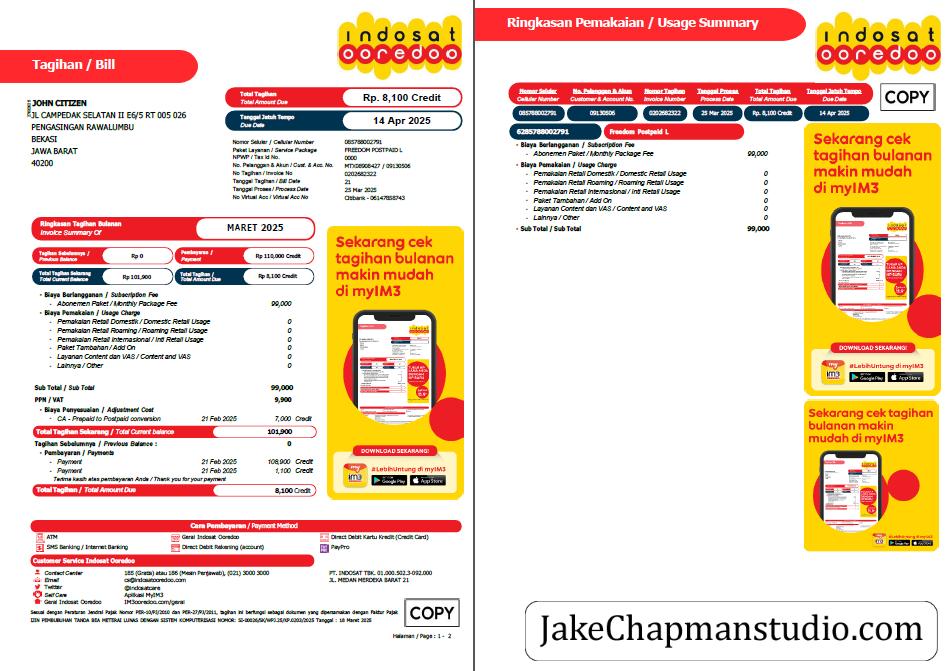 indosat
ooredoo
Tagihan / Bill
JOHN CITIZEN
JL CAMPEDAK SELATAN II E6/5 RT 005 026
PENGASINGAN RAWALUMBU
BEKASI
JAWA BARAT
40200
Total Tagihan
Total Amount Due
Rp. 8,100 Credit
Tanggal Jatuh Tempo
Due Date
14 Apr 2025
Nomor Seluler / Cellular Number 085788002791
Paket Layanan / Service Package FREEDOM POSTPAID L
NPWP / Tax Id No. 0000
No. Pelanggan & Akun / Cust. & Acc. No. MTX08908427 / 09130506
No Tagihan / Invoice No 0202682322
Tanggal Tagihan / Bill Date 21
Tanggal Proses / Process Date 25 Mar 2025
No Virtual Acc / Virtual Acc No Citibank - 06147858743
Ringkasan Tagihan Bulanan
Invoice Summary Of
MARET 2025
Tagihan Sebelumnya /
Previous Balance
Rp 0
Pembayaran /
Payment
Rp 110,000 Credit
Total Tagihan Sekarang
Total Current Balance
Rp 101,900
Total Tagihan /
Total Amount Due
Rp 8,100 Credit
• Biaya Berlangganan / Subscription Fee
- Abonemen Paket / Monthly Package Fee 99,000
• Biaya Pemakaian / Usage Charge
- Pemakaian Retail Domestik / Domestic Retail Usage 0
- Pemakaian Retail Roaming / Roaming Retail Usage 0
- Pemakaian Retail Internasional / Intl Retail Usage 0
- Paket Tambahan / Add On 0
- Layanan Content dan VAS / Content and VAS 0
- Lainnya / Other 0
Sub Total / Sub Total 99,000
PPN / VAT 9,900
• Biaya Penyesuaian / Adjustment Cost
- CA - Prepaid to Postpaid conversion 21 Feb 2025 7,000 Credit
Total Tagihan Sekarang / Total Current balance 101,900
Tagihan Sebelumnya / Previous Balance : 0
• Pembayaran / Payments
- Payment 21 Feb 2025 108,900 Credit
- Payment 21 Feb 2025 1,100 Credit
Terima kasih atas pembayaran Anda / Thank you for your payment
Total Tagihan / Total Amount Due 8,100 Credit
Sekarang cek
tagihan bulanan
makin mudah
di myIM3
DOWNLOAD SEKARANG!
my
IM3
#LebihUntung di myIM3
Google Play
App Store
Cara Pembayaran / Payment Method
ATM
Gerai Indosat Ooredoo
Direct Debit Kartu Kredit (Credit Card)
SMS Banking / Internet Banking
Direct Debit Rekening (account)
PayPro
Customer Service Indosat Ooredoo
Contact Center 185 (Gratis) atau 186 (Mesin Penjawab), (021) 3000 3000
Email cs@indosatooredoo.com
Twitter @indosatcare
Self Care Aplikasi MyIM3
Gerai Indosat Ooredoo IM3ooredoo.com/gerai
PT. INDOSAT TBK. 01.000.502.3-092.000
JL. MEDAN MERDEKA BARAT 21
Sesuai dengan Peraturan Jendral Pajak Nomor PER-10/PJ/2010 dan PER-27/PJ/2011, tagihan ini berfungsi sebagai dokumen yang dipersamakan dengan Faktur Pajak
IZIN PEMBUBUHAN TANDA BEA METERAI LUNAS DENGAN SISTEM KOMPUTERISASI NOMOR: SI-00026/SK/WPJ.25/KP.0203/2025 Tanggal : 18 Maret 2025
COPY
Halaman / Page : 1 - 2
Ringkasan Pemakaian / Usage Summary
indosat
ooredoo
Nomor Seluler
Cellular Number
No. Pelanggan & Akun
Customer & Account No.
Nomor Tagihan
Invoice Number
Tanggal Proses
Process Date
Total Tagihan
Total Amount Due
Tanggal Jatuh Tempo
Due Date
085788002791 09130506 0202682322 25 Mar 2025 Rp. 8,100 Credit 14 Apr 2025
COPY
6285788002791 Freedom Postpaid L
• Biaya Berlangganan / Subscription Fee
- Abonemen Paket / Monthly Package Fee 99,000
• Biaya Pemakaian / Usage Charge
- Pemakaian Retail Domestik / Domestic Retail Usage 0
- Pemakaian Retail Roaming / Roaming Retail Usage 0
- Pemakaian Retail Internasional / Intl Retail Usage 0
- Paket Tambahan / Add On 0
- Layanan Content dan VAS / Content and VAS 0
- Lainnya / Other 0
• Sub Total / Sub Total 99,000
Sekarang cek
tagihan bulanan
makin mudah
di myIM3
DOWNLOAD SEKARANG!
my
IM3
#LebihUntung di myIM3
Google Play
App Store
Sekarang cek tagihan
bulanan makin
mudah di myIM3
#LebihUntung di myIM3
JakeChapmanstudio.com